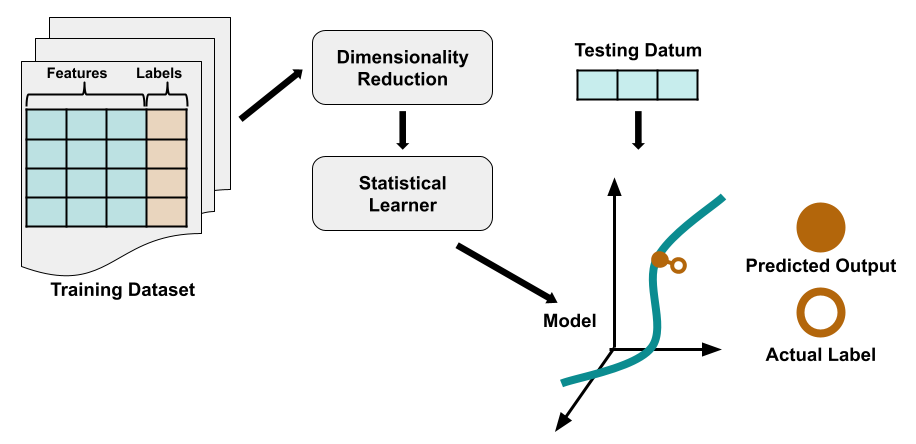 Features
Labels
Training Dataset
Dimensionality
Reduction
Statistical
Learner
Testing Datum
Model
Predicted Output
Actual Label